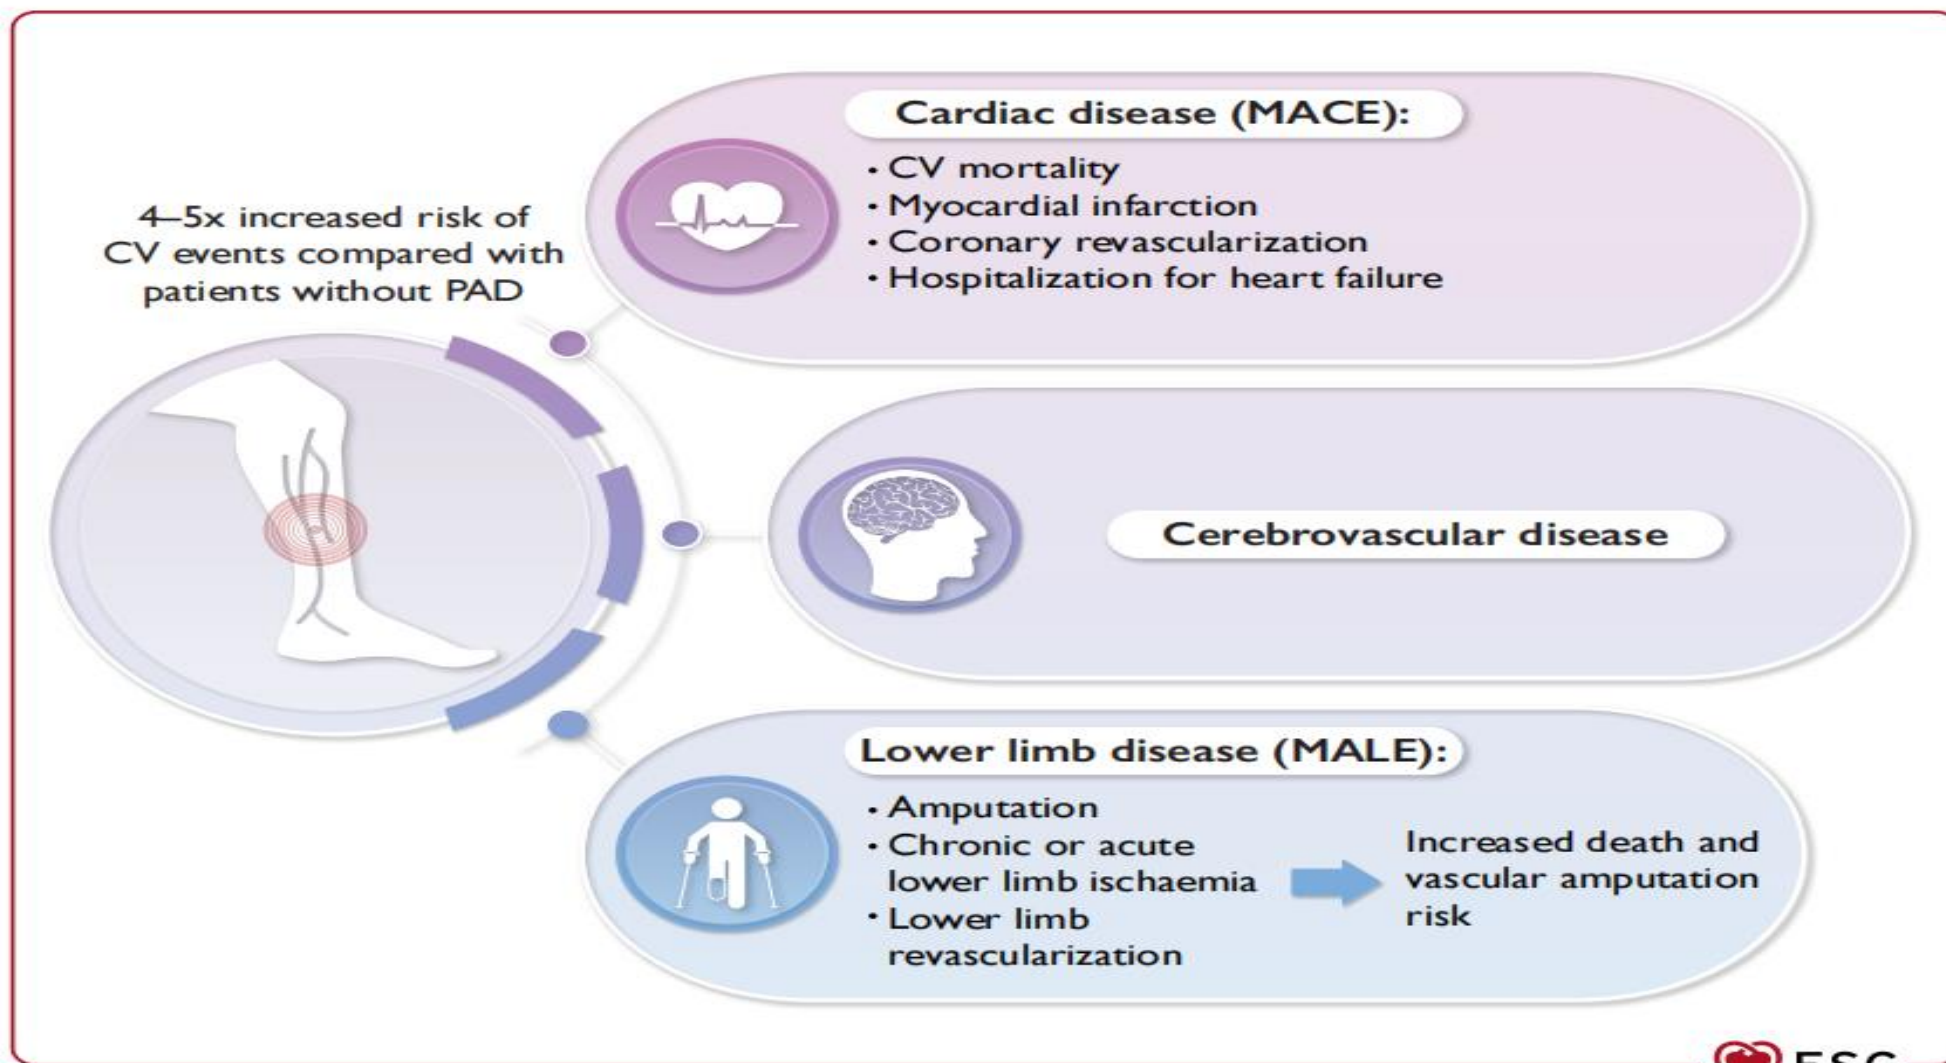 4–5x increased risk of
CV events compared with
patients without PAD
Cardiac disease (MACE):
• CV mortality
• Myocardial infarction
• Coronary revascularization
• Hospitalization for heart failure
Cerebrovascular disease
Lower limb disease (MALE):
• Amputation
• Chronic or acute
lower limb ischaemia
• Lower limb
revascularization
Increased death and
vascular amputation
risk
ESC